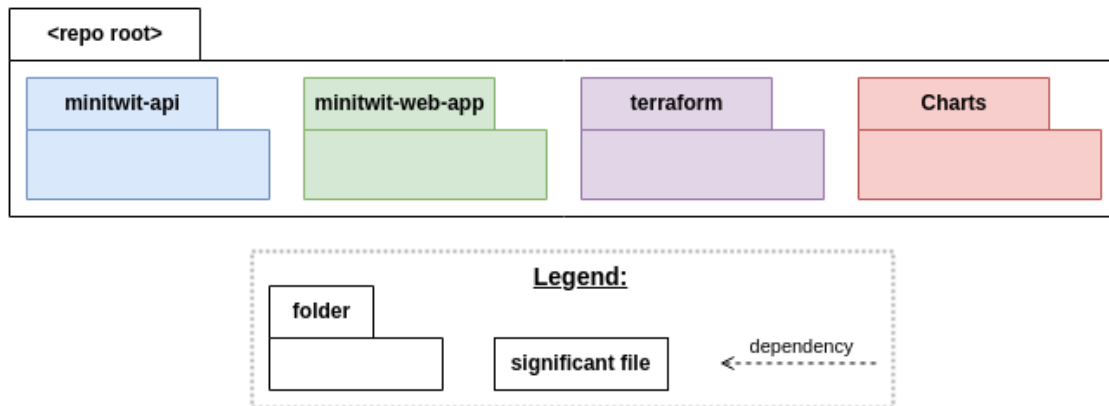 <repo root>
minitwit-api
minitwit-web-app
terraform
Charts
Legend:
folder
significant file
dependency